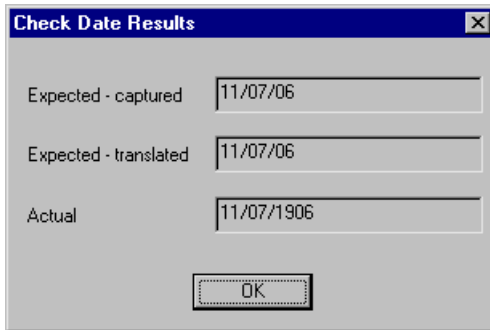 Check Date Results
Expected - captured 11/07/06
Expected - translated 11/07/06
Actual 11/07/1906
OK